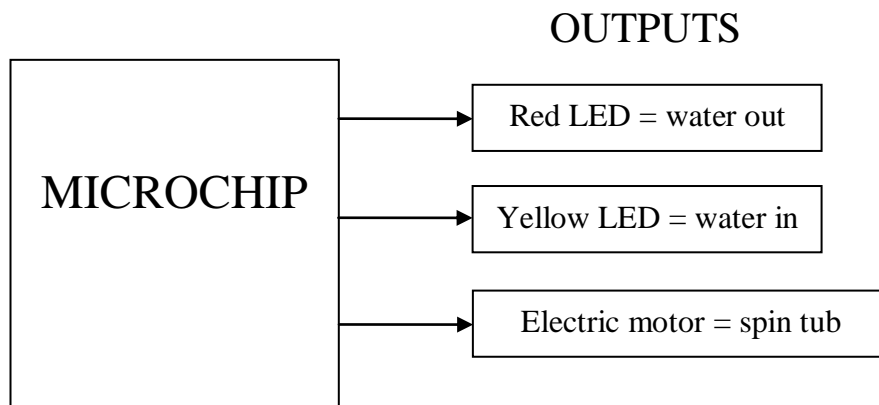 OUTPUTS
MICROCHIP
Red LED = water out
Yellow LED = water in
Electric motor = spin tub